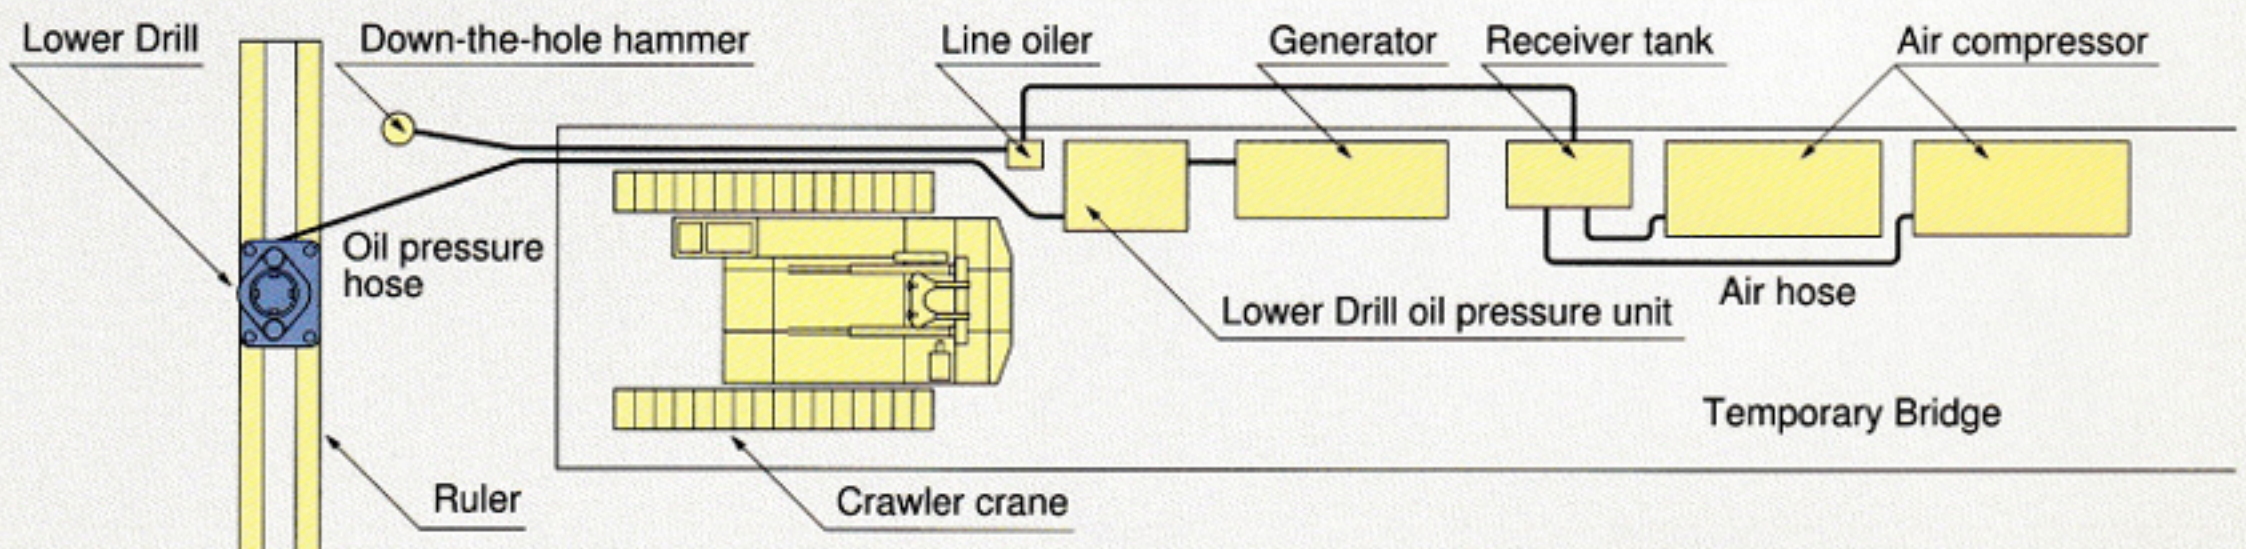 Lower Drill
Down-the-hole hammer
Line oiler
Generator
Receiver tank
Air compressor
Oil pressure
hose
Air hose
Lower Drill oil pressure unit
Temporary Bridge
Ruler
Crawler crane